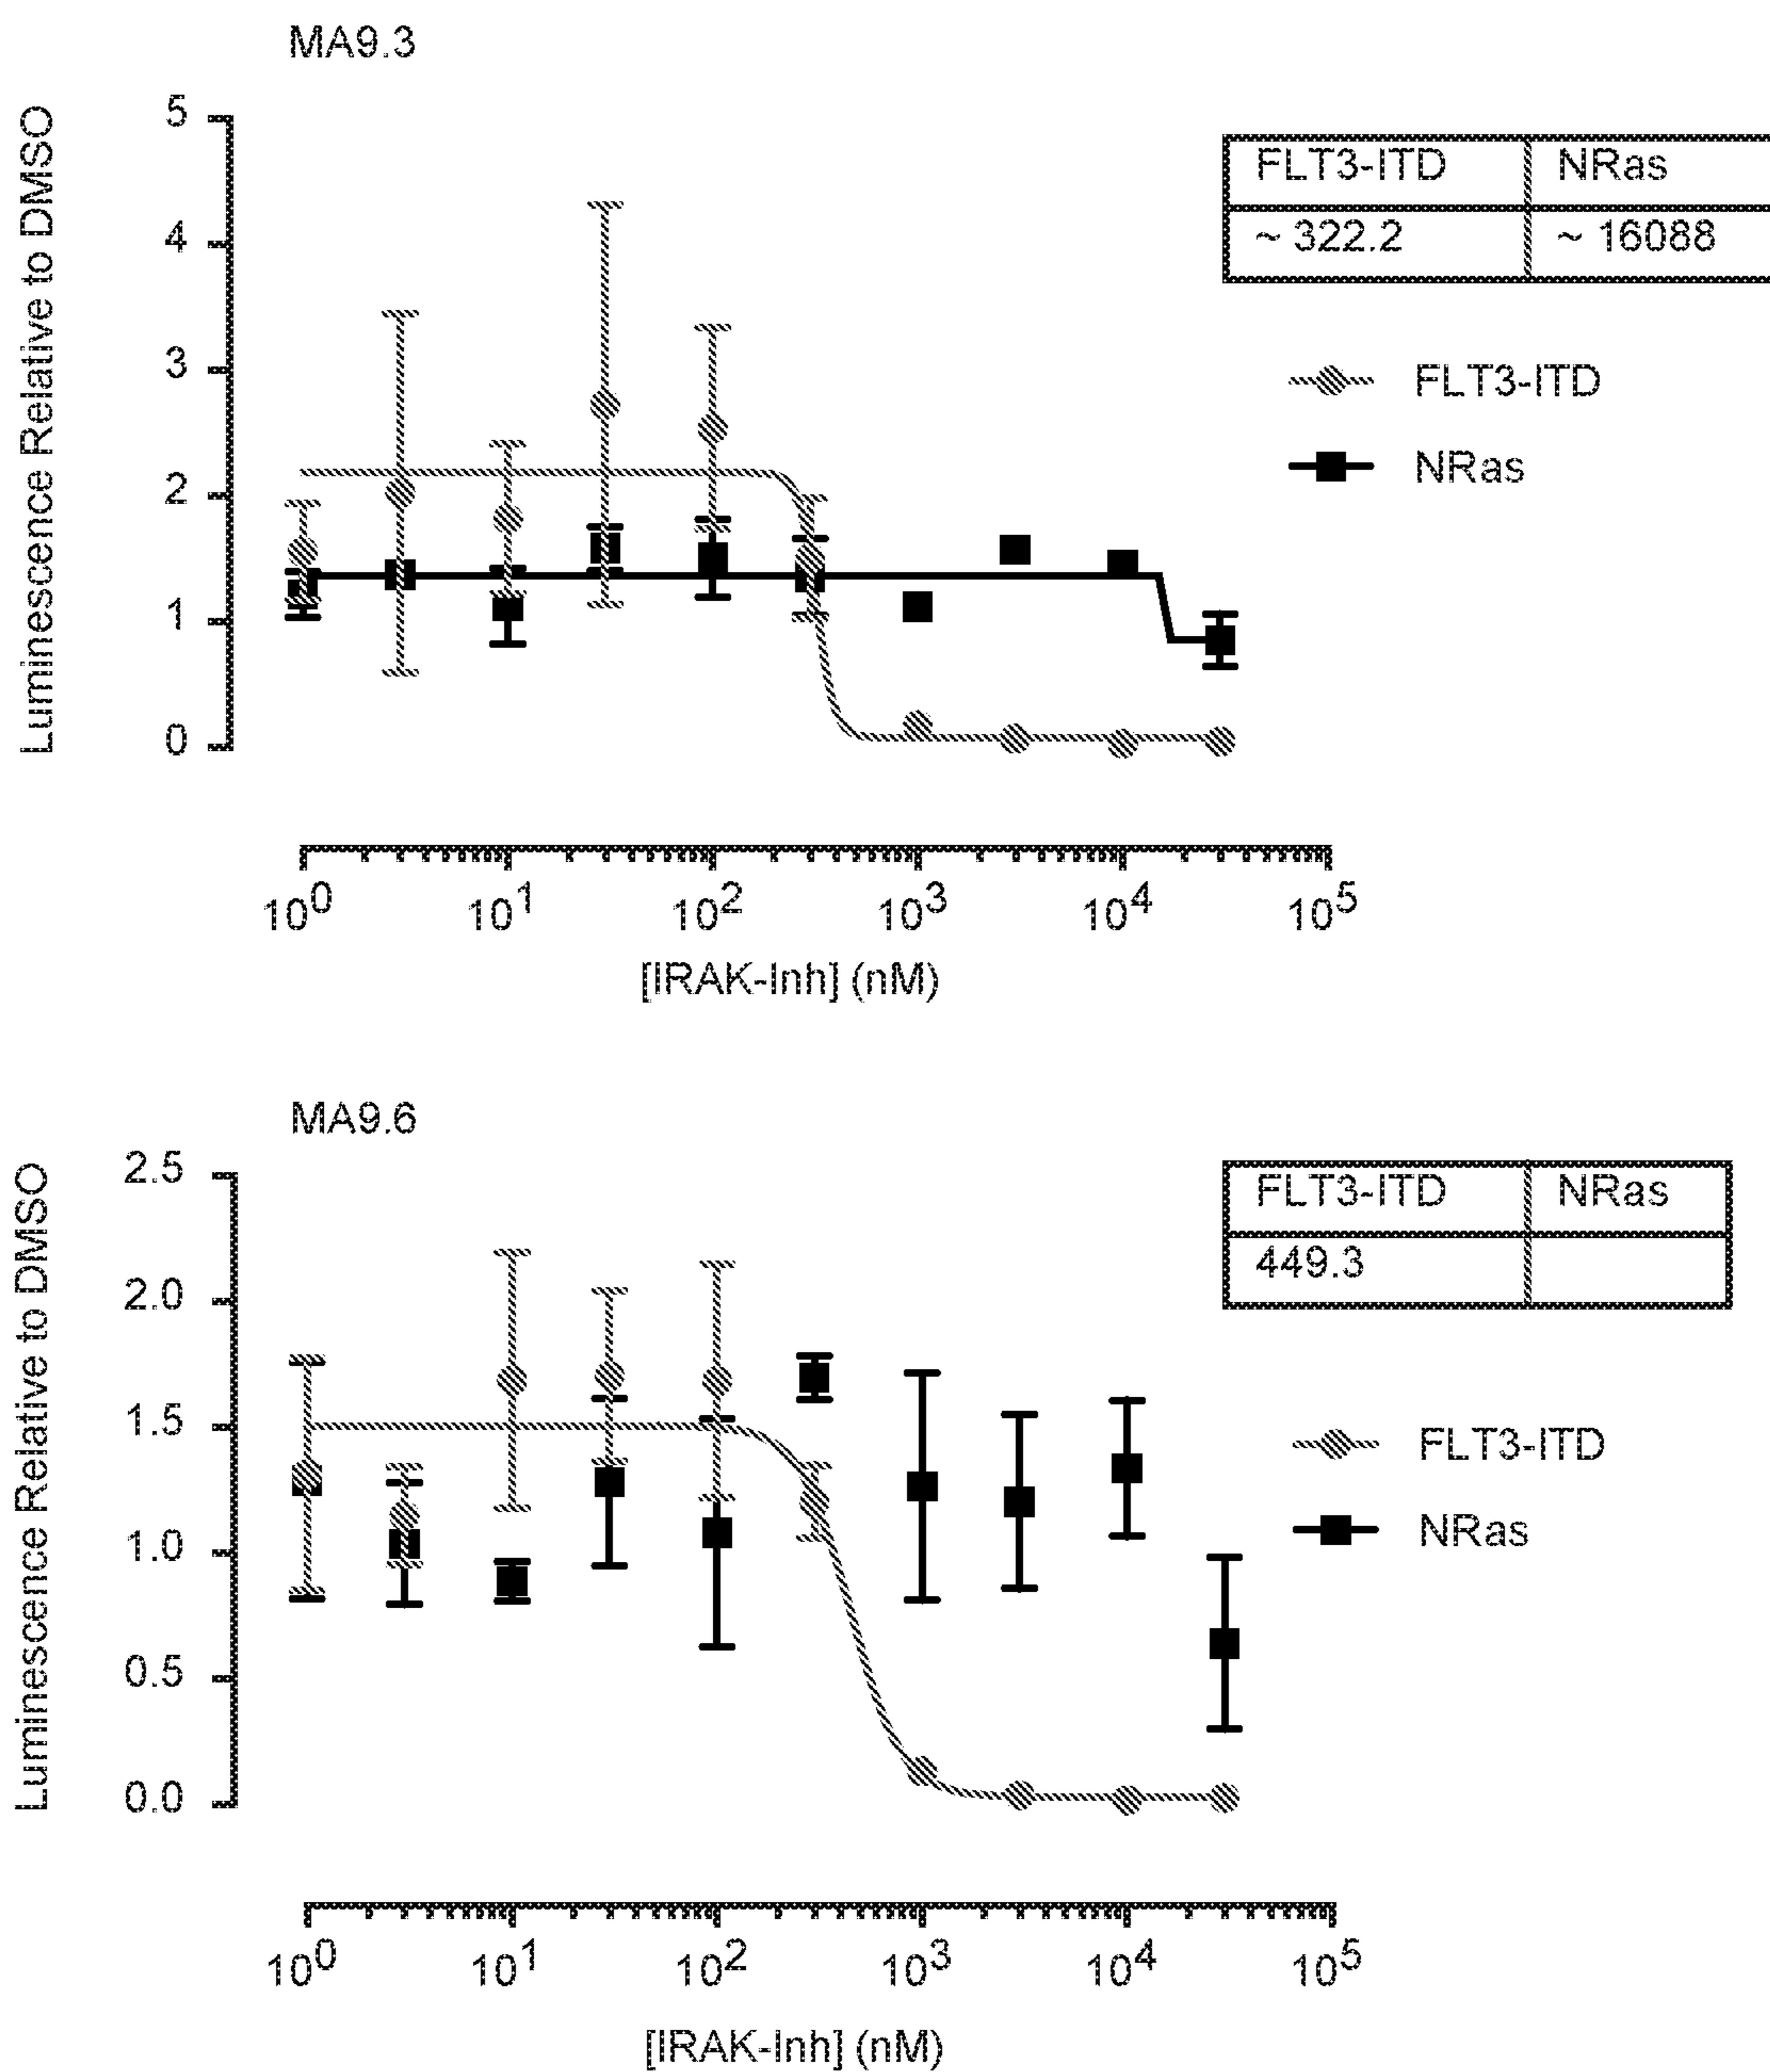 MA9.3
Luminescence Relative to DMSO
5
4
3
2
1
0
FLT3-ITD NRas
~ 322.2 ~ 16088
FLT3-ITD
NRas
10^0 10^1 10^2 10^3 10^4 10^5
[IRAK-Inh] (nM)
MA9.6
Luminescence Relative to DMSO
2.5
2.0
1.5
1.0
0.5
0.0
FLT3-ITD NRas
449.3
FLT3-ITD
NRas
10^0 10^1 10^2 10^3 10^4 10^5
[IRAK-Inh] (nM)